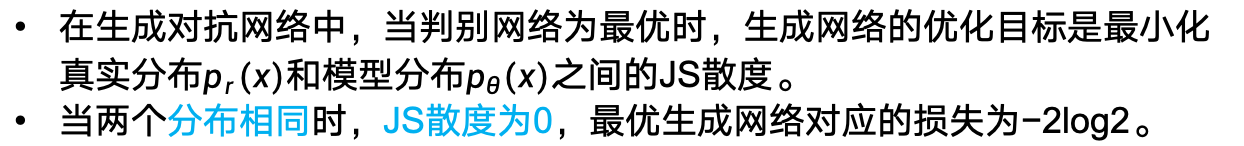 • 在生成对抗网络中，当判别网络为最优时，生成网络的优化目标是最小化
真实分布pᵣ(x)和模型分布p_θ(x)之间的JS散度。
• 当两个分布相同时，JS散度为0，最优生成网络对应的损失为−2log2。